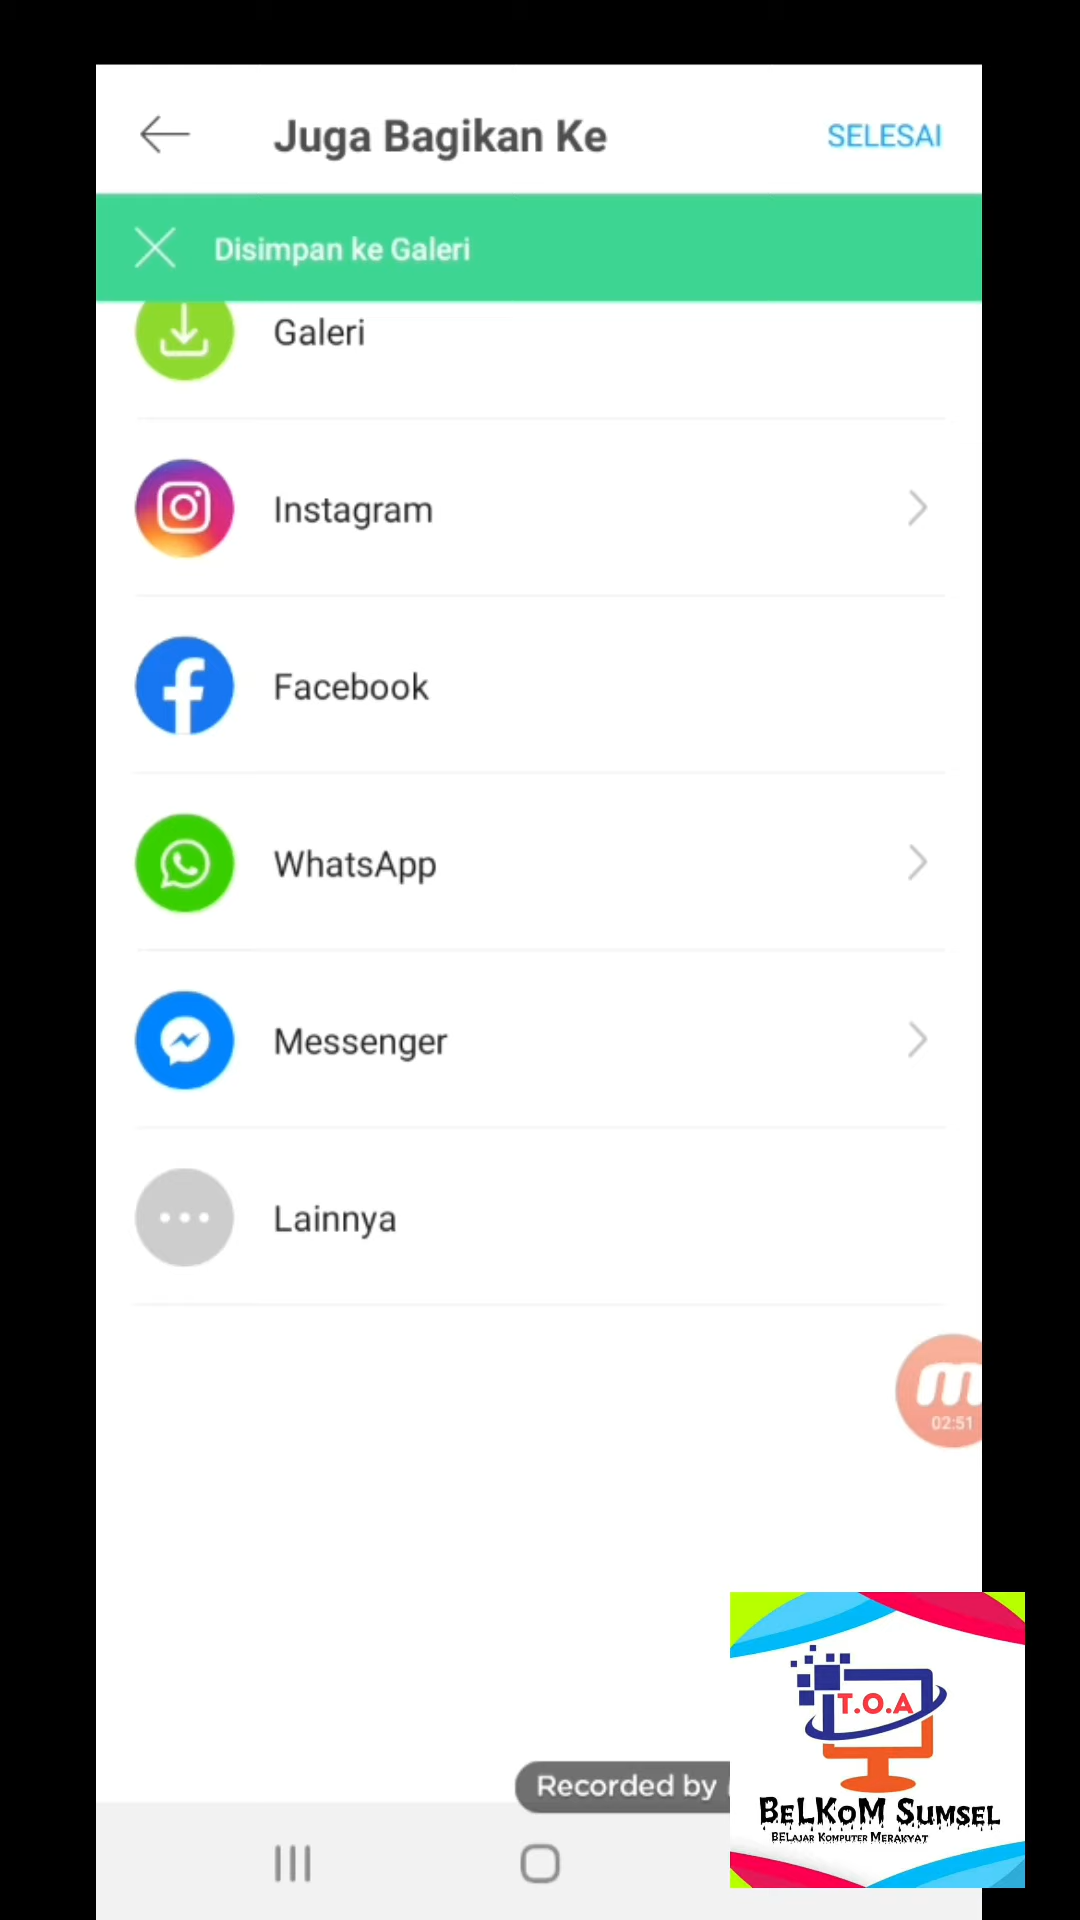 Juga Bagikan Ke
SELESAI
Disimpan ke Galeri
Galeri
Instagram
Facebook
WhatsApp
Messenger
Lainnya
02:51
Recorded by
T.O.A
BeLKoM Sumsel
BELajar Komputer Merakyat